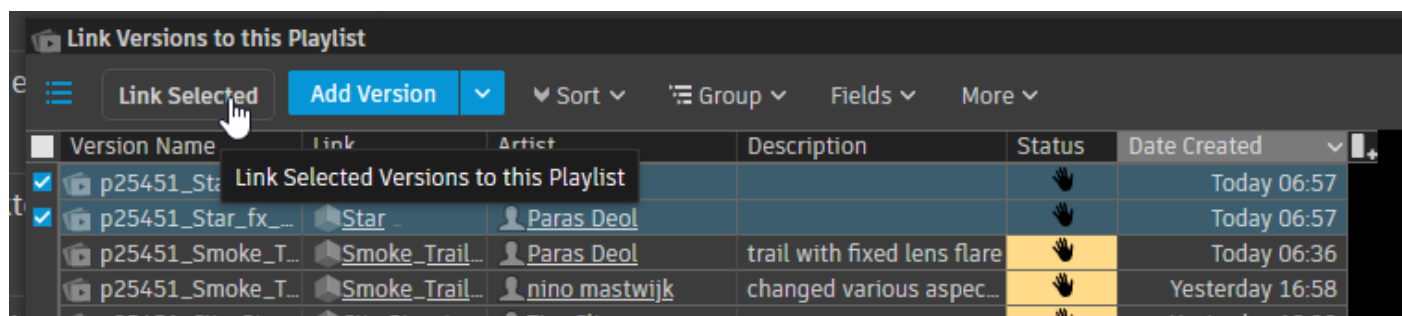 Link Versions to this Playlist
Link Selected Add Version Sort Group Fields More
Version Name Link Artist Description Status Date Created
Link Selected Versions to this Playlist
p25451_Sta Today 06:57
p25451_Star_fx_... Star Paras Deol Today 06:57
p25451_Smoke_T... Smoke_Trail... Paras Deol trail with fixed lens flare Today 06:36
p25451_Smoke_T... Smoke_Trail... nino mastwijk changed various aspec... Yesterday 16:58